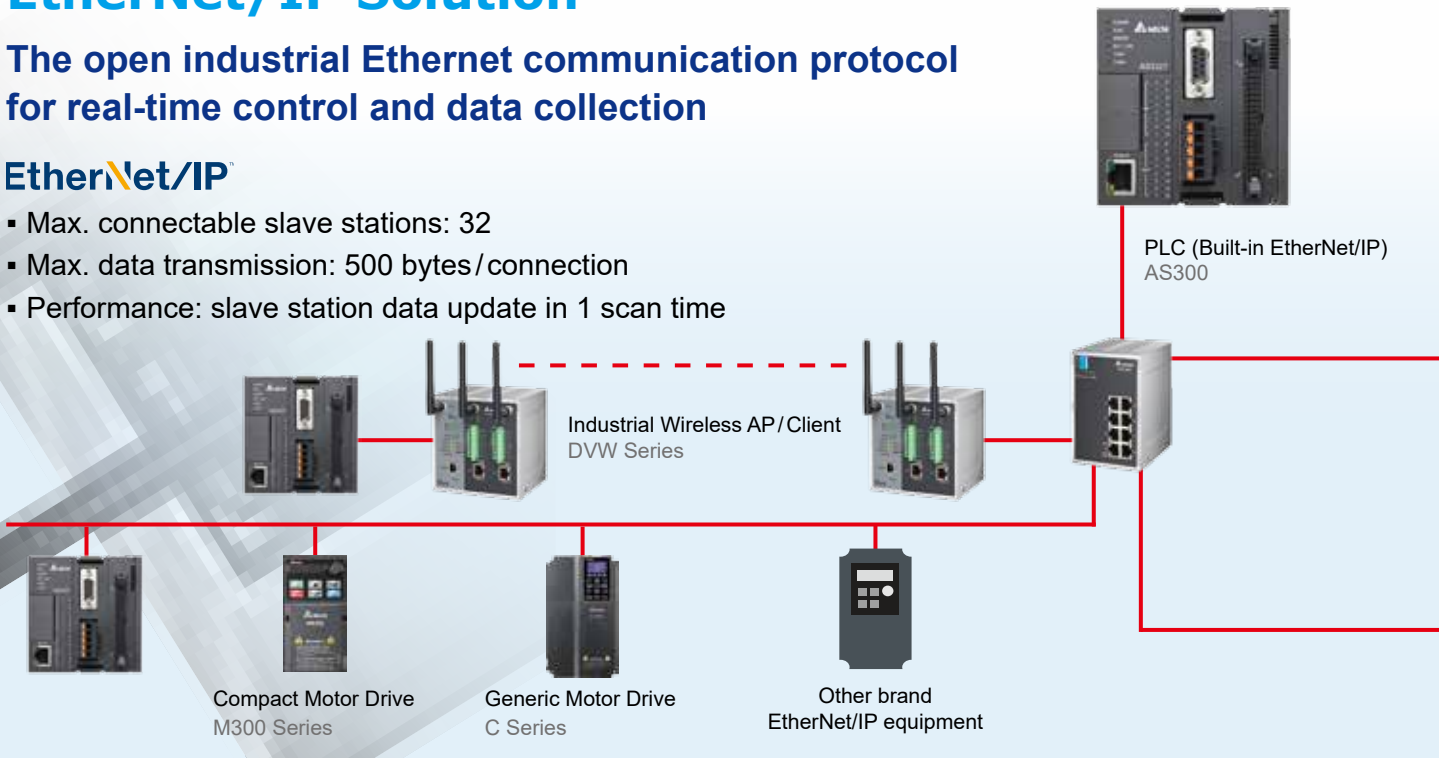 EtherNet/IP Solution
The open industrial Ethernet communication protocol
for real-time control and data collection
EtherNet/IP™
▪ Max. connectable slave stations: 32
▪ Max. data transmission: 500 bytes/connection
▪ Performance: slave station data update in 1 scan time
PLC (Built-in EtherNet/IP)
AS300
Industrial Wireless AP/Client
DVW Series
Compact Motor Drive
M300 Series
Generic Motor Drive
C Series
Other brand
EtherNet/IP equipment